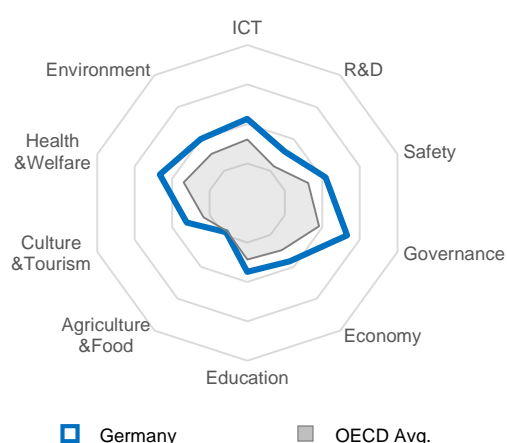 ICT
R&D
Safety
Governance
Economy
Education
Agriculture
&Food
Culture
&Tourism
Health
&Welfare
Environment
Germany
OECD Avg.